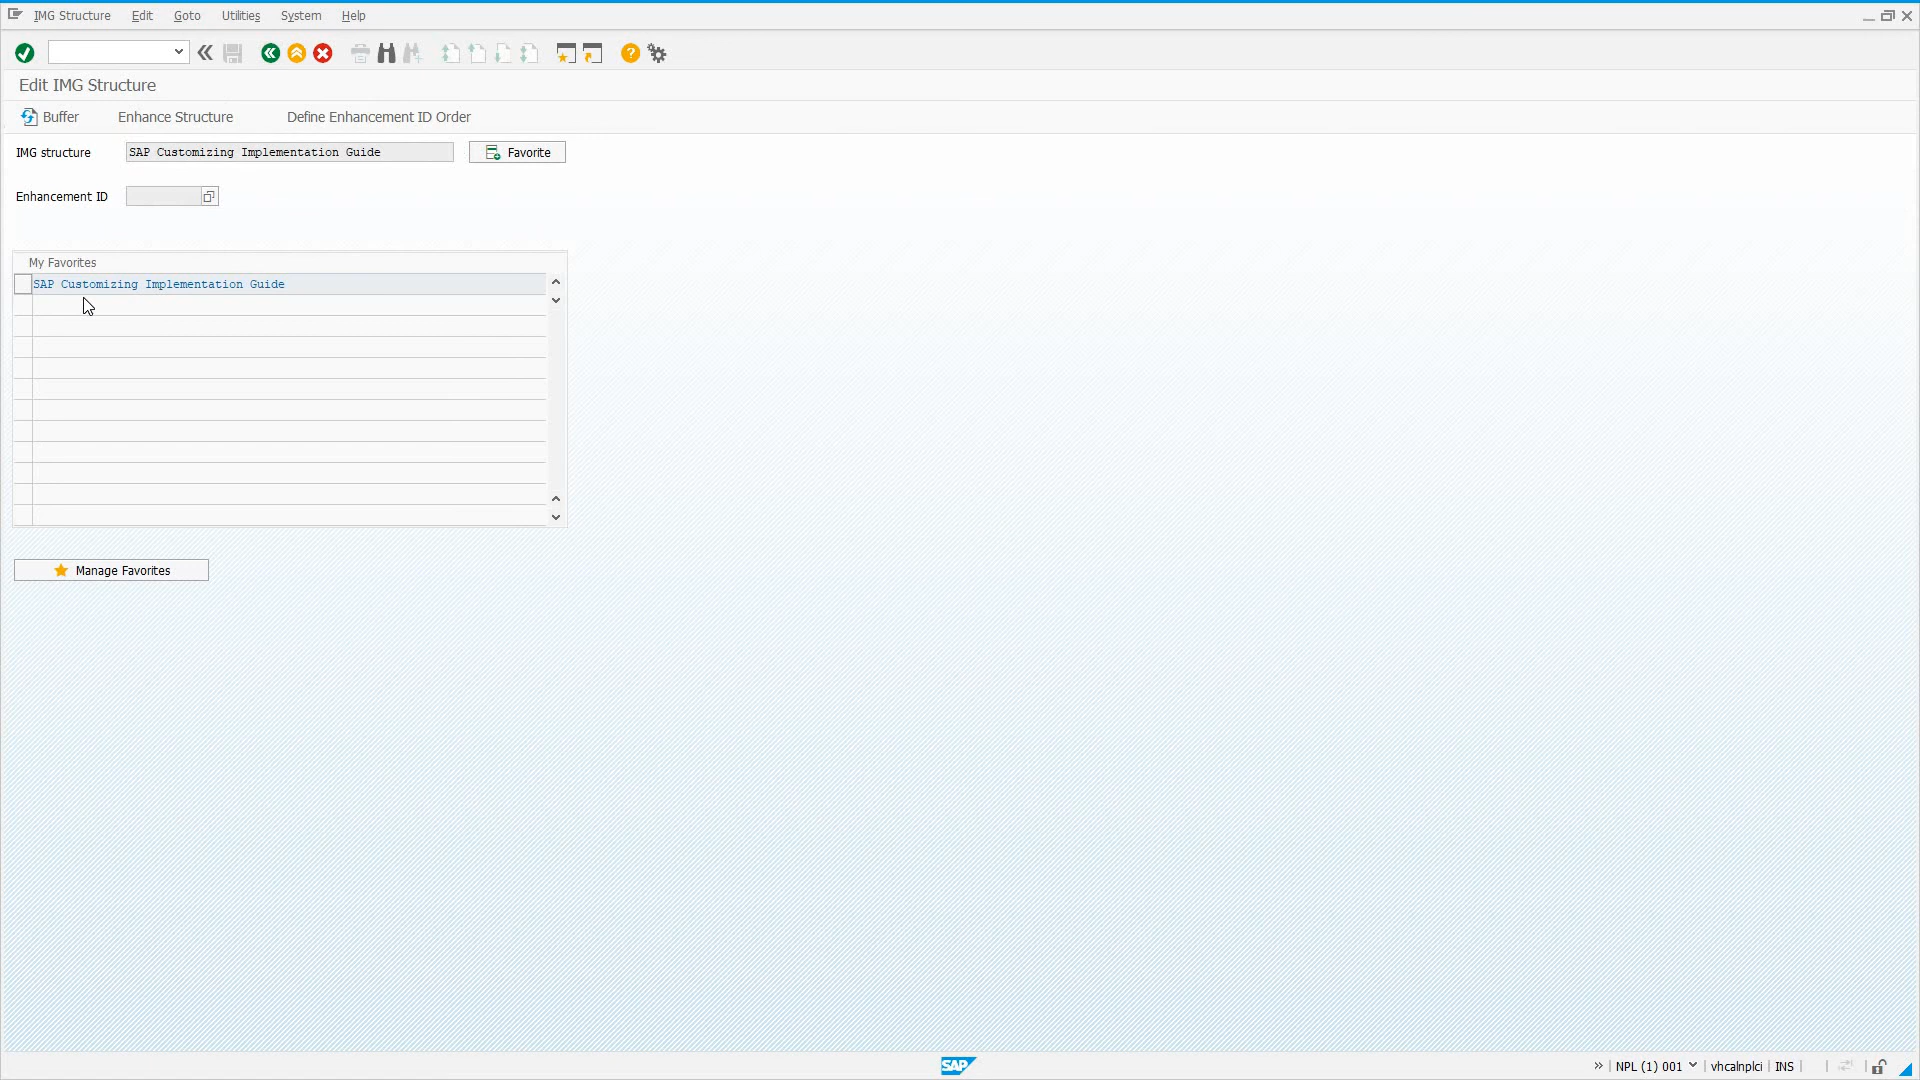 IMG Structure Edit Goto Utilities System Help
Edit IMG Structure
Buffer Enhance Structure Define Enhancement ID Order
IMG structure SAP Customizing Implementation Guide Favorite
Enhancement ID
My Favorites
SAP Customizing Implementation Guide
Manage Favorites
SAP » NPL (1) 001 vhcalnplci INS